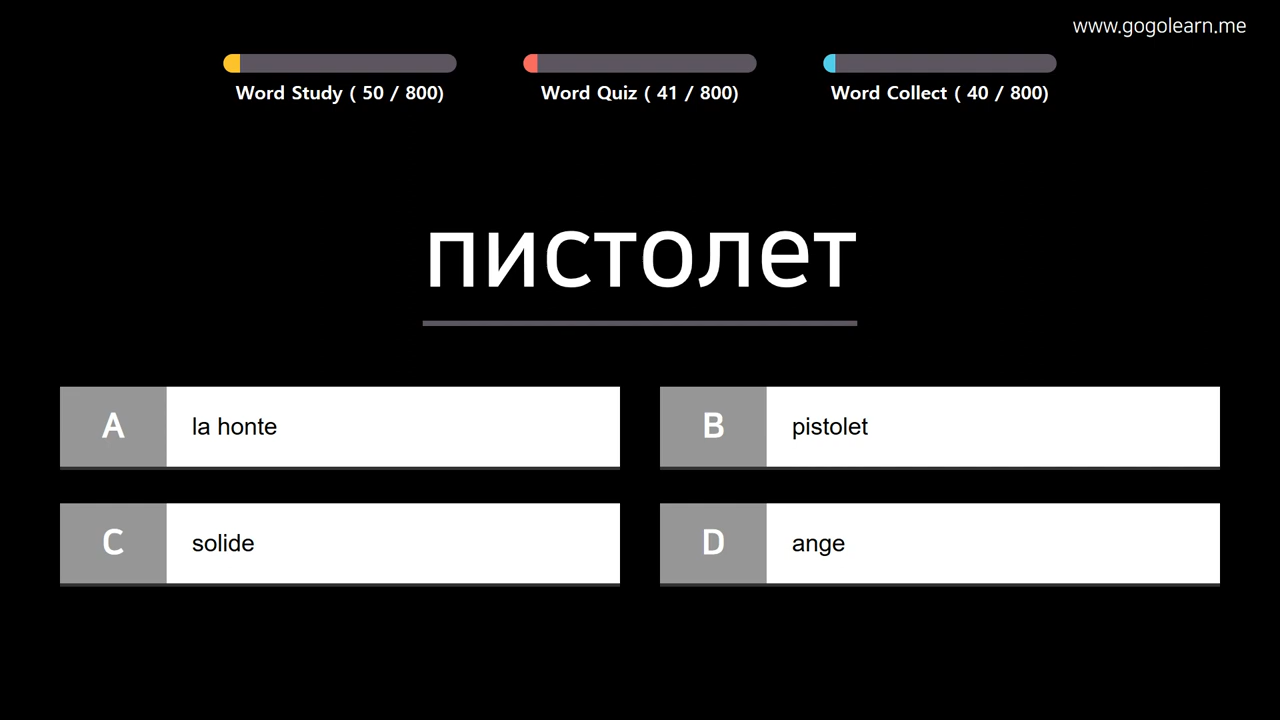 www.gogolearn.me
Word Study ( 50 / 800)
Word Quiz ( 41 / 800)
Word Collect ( 40 / 800)
пистолет
A la honte
B pistolet
C solide
D ange